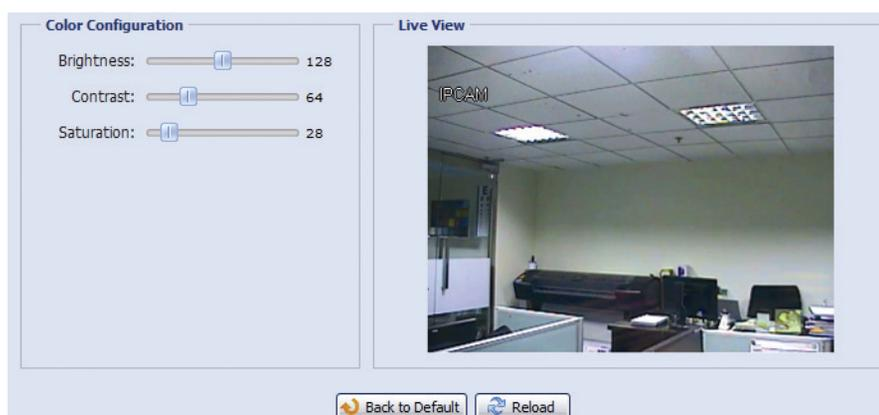 Color Configuration
Brightness: 128
Contrast: 64
Saturation: 28
Live View
IPCAM
Back to Default
Reload